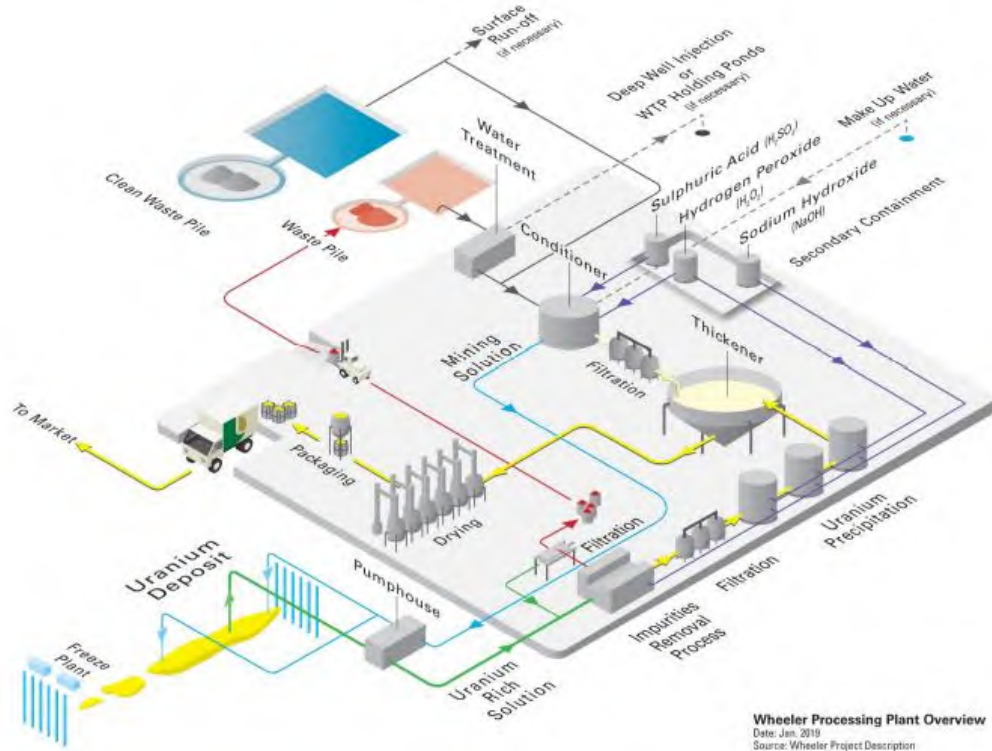 Surface
Run-off
(if necessary)
Deep Well Injection
or
WTP Holding Ponds
(if necessary)
Make Up Water
(if necessary)
Water
Treatment
Sulphuric Acid (H₂SO₄)
Hydrogen Peroxide
(H₂O₂)
Sodium Hydroxide
(NaOH)
Secondary Containment
Clean Waste Pile
Waste Pile
Conditioner
Mining
Solution
Filtration
Thickener
To Market
Packaging
Drying
Filtration
Uranium
Precipitation
Filtration
Impurities
Removal
Process
Uranium
Deposit
Pumphouse
Freeze
Plant
Uranium
Rich
Solution
Wheeler Processing Plant Overview
Date: Jan. 2019
Source: Wheeler Project Description